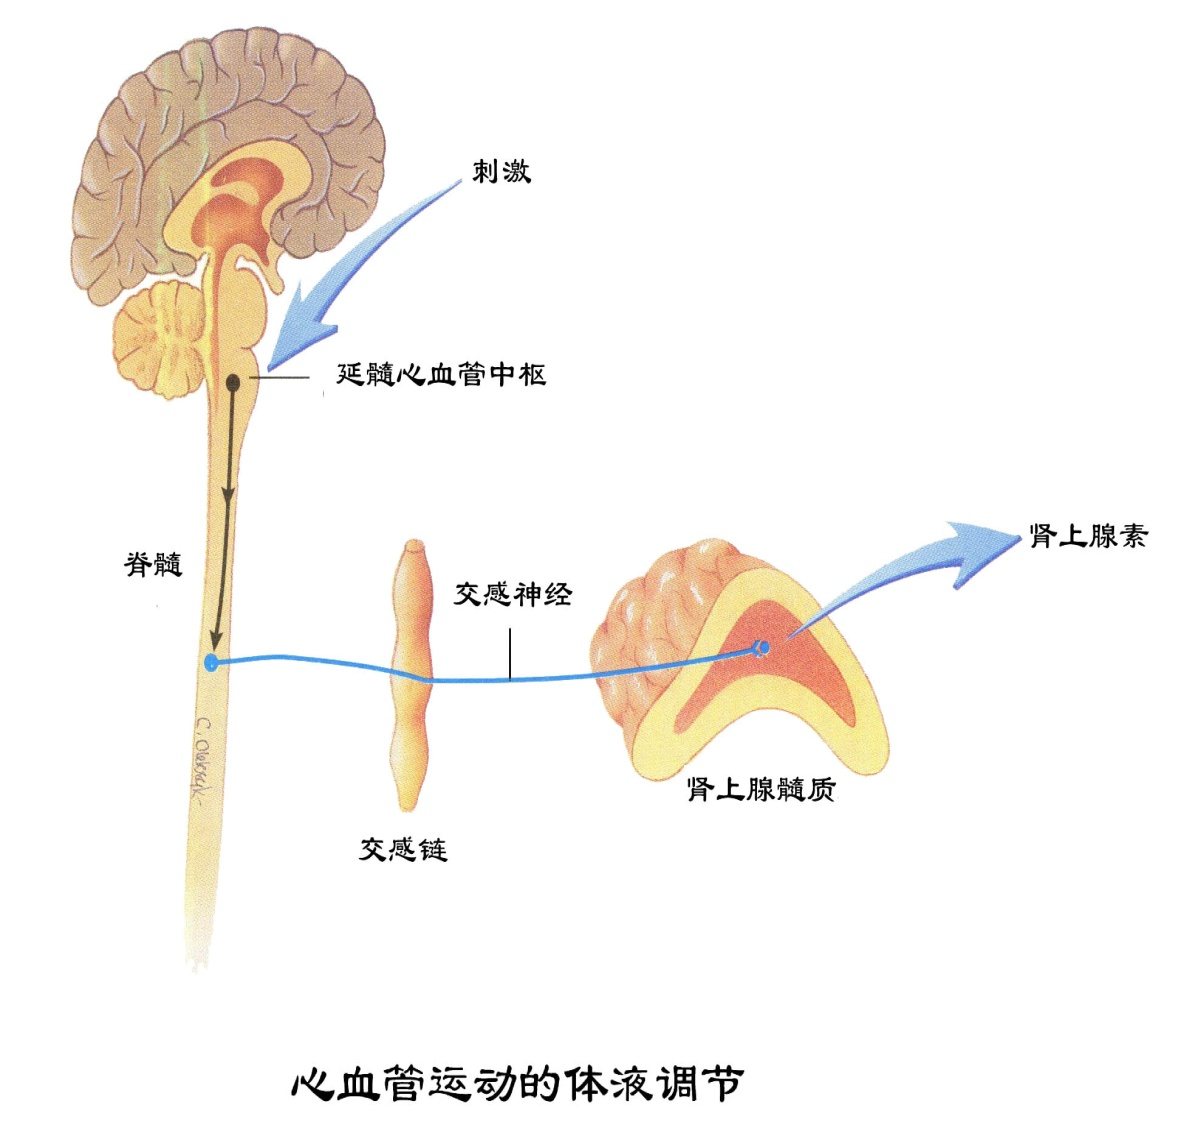 刺激
延髓心血管中枢
肾上腺素
脊髓
交感神经
肾上腺髓质
交感链
心血管运动的体液调节